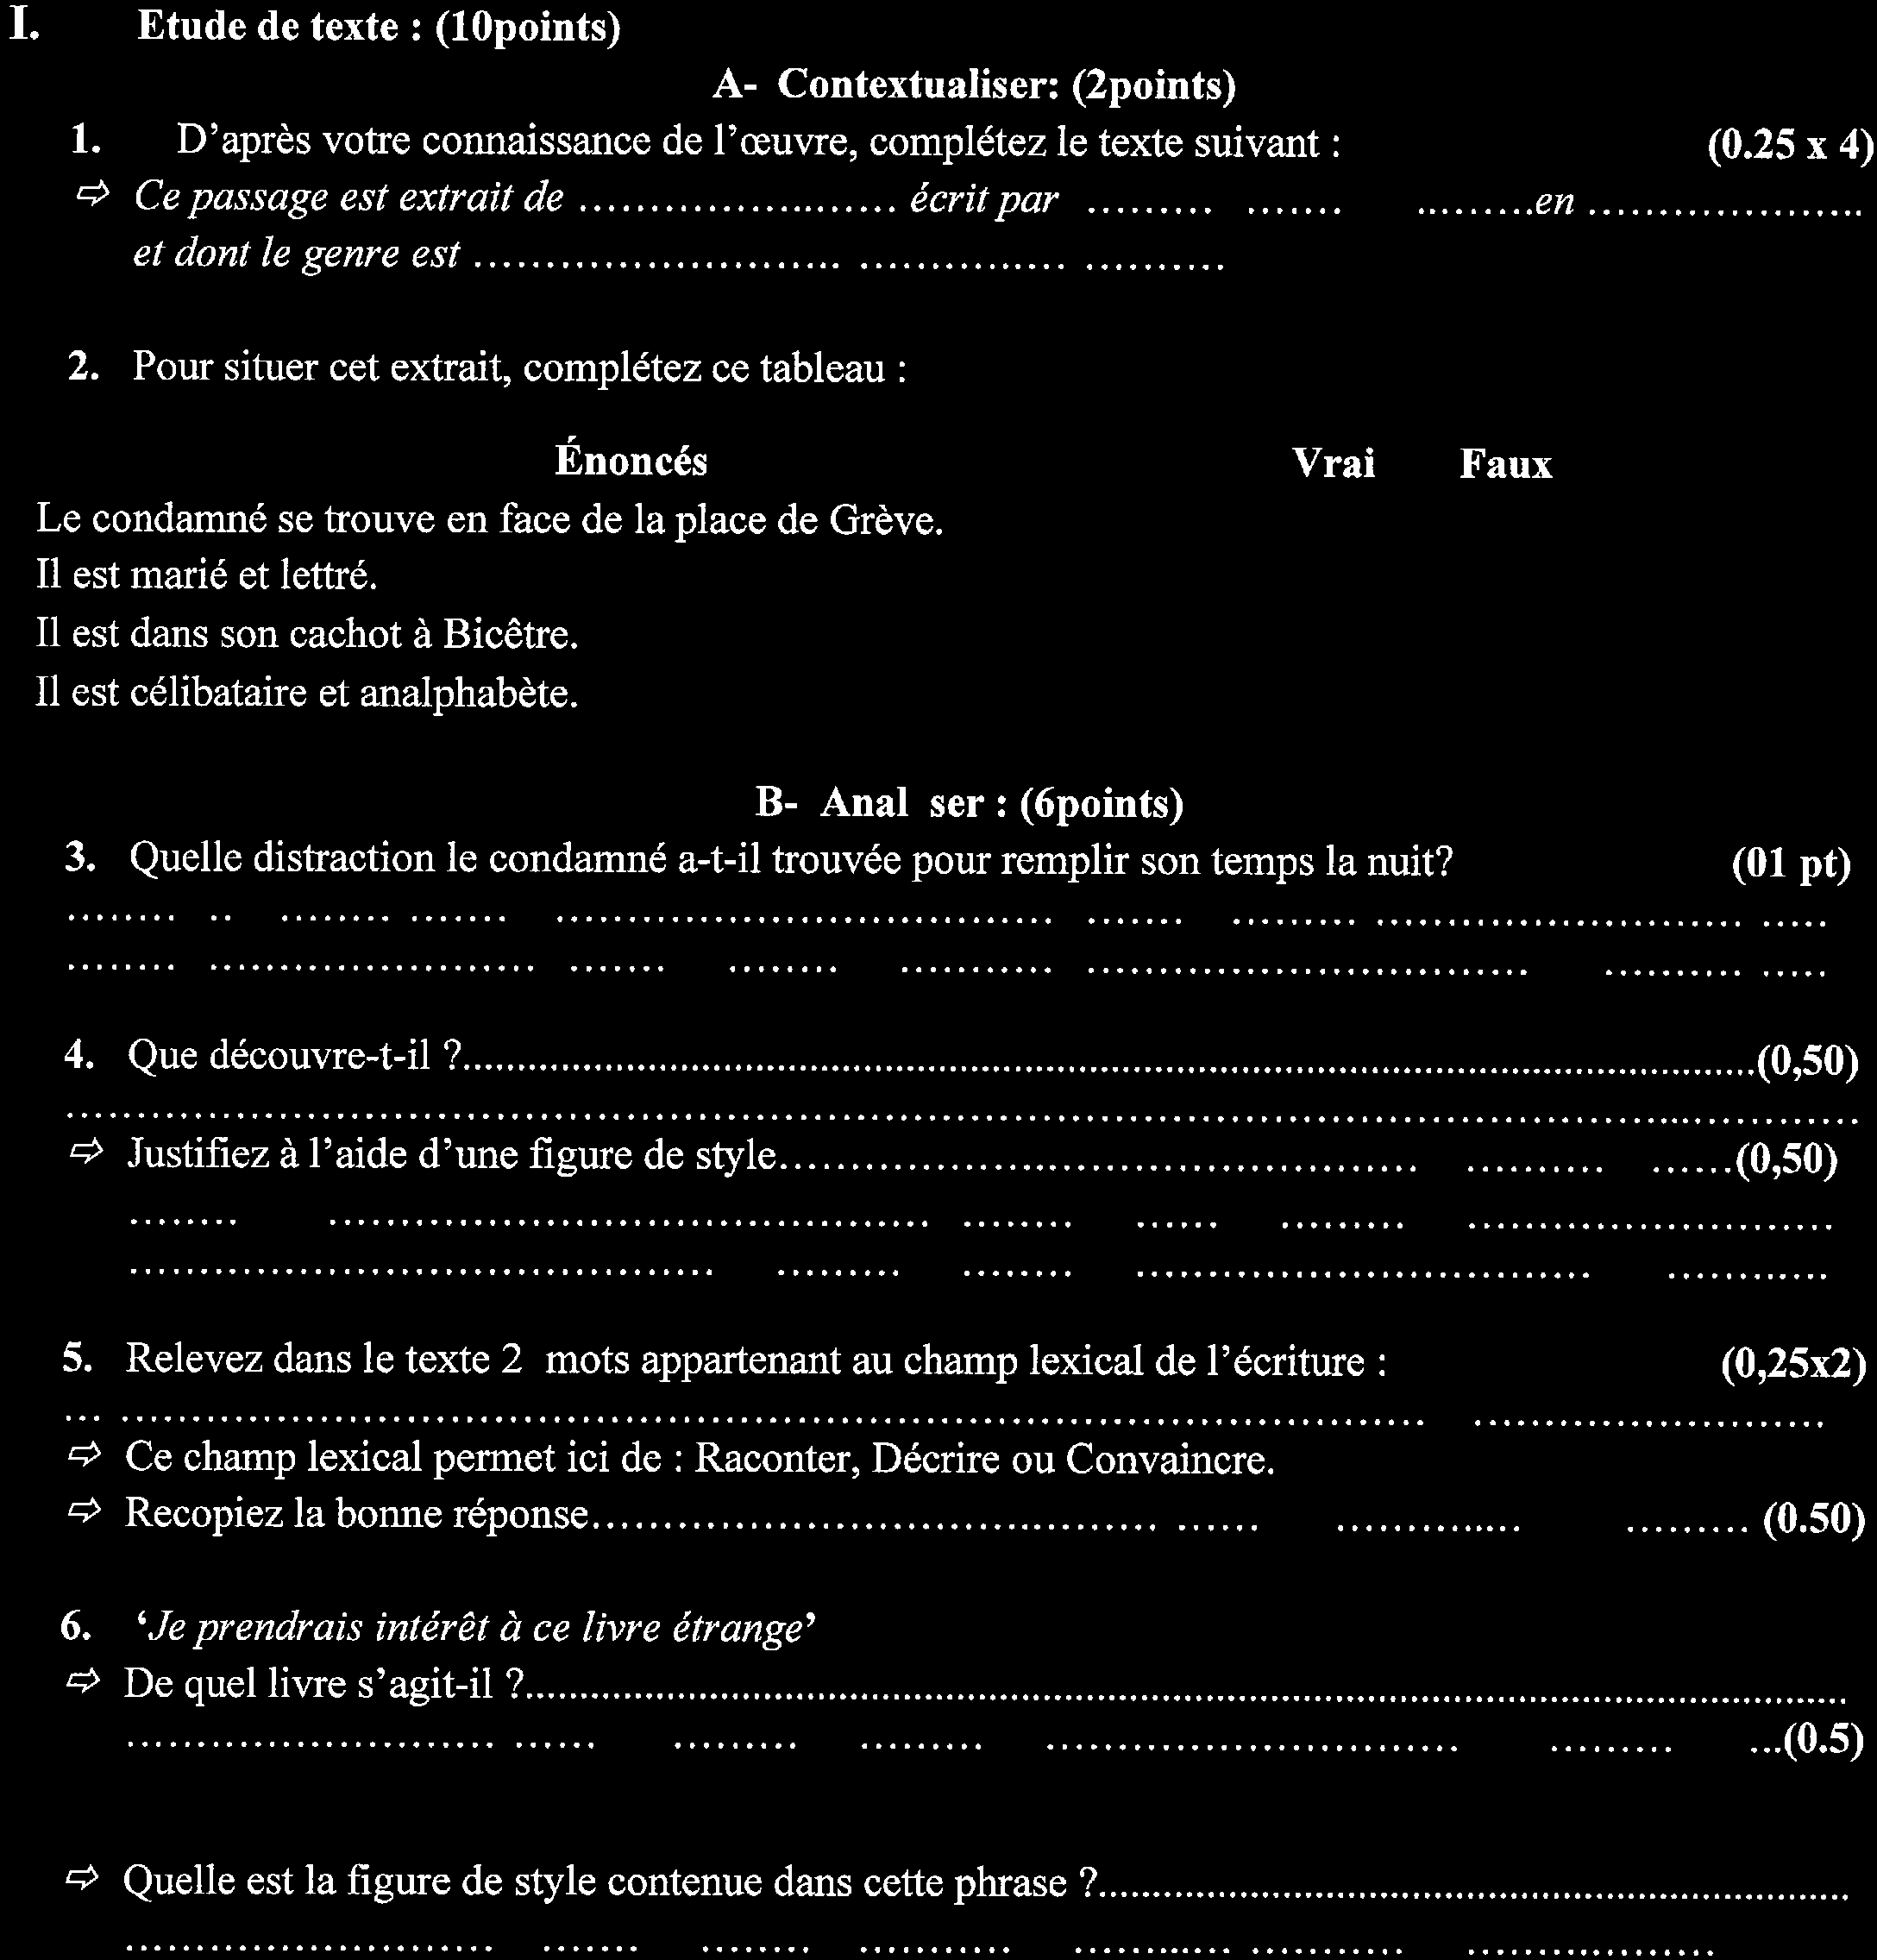 I. Etude de texte : (10points)
A- Contextualiser: (2points)
1. D'après votre connaissance de l'œuvre, complétez le texte suivant : (0.25 x 4)
⇨ Ce passage est extrait de ...................... écrit par ......... ....... .........en ...................
et dont le genre est .......................... ............... ..........
2. Pour situer cet extrait, complétez ce tableau :
Énoncés Vrai Faux
Le condamné se trouve en face de la place de Grève.
Il est marié et lettré.
Il est dans son cachot à Bicêtre.
Il est célibataire et analphabète.
B- Anal ser : (6points)
3. Quelle distraction le condamné a-t-il trouvée pour remplir son temps la nuit? (01 pt)
........ .. ........ ....... ................................... ....... ......... .......................... .....
........ ....................... ....... ........ ........... ............................... .......... .....
4. Que découvre-t-il ?..........................................................................................(0,50)
..............................................................................................................................
⇨ Justifiez à l'aide d'une figure de style............................................. .......... ......(0,50)
........ .......................................... ........ ...... ......... ..........................
......................................... ......... ........ ................................ ............
5. Relevez dans le texte 2 mots appartenant au champ lexical de l'écriture : (0,25x2)
... ............................................................................................ .........................
⇨ Ce champ lexical permet ici de : Raconter, Décrire ou Convaincre.
⇨ Recopiez la bonne réponse........................................ ...... ............. ......... (0.50)
6. ‘Je prendrais intérêt à ce livre étrange’
⇨ De quel livre s'agit-il ?............................................................................................
.......................... ...... ......... ......... ............................. ......... ...(0.5)
⇨ Quelle est la figure de style contenue dans cette phrase ?....................................................
.......................... ....... ........ ........... ........... ........... ..................